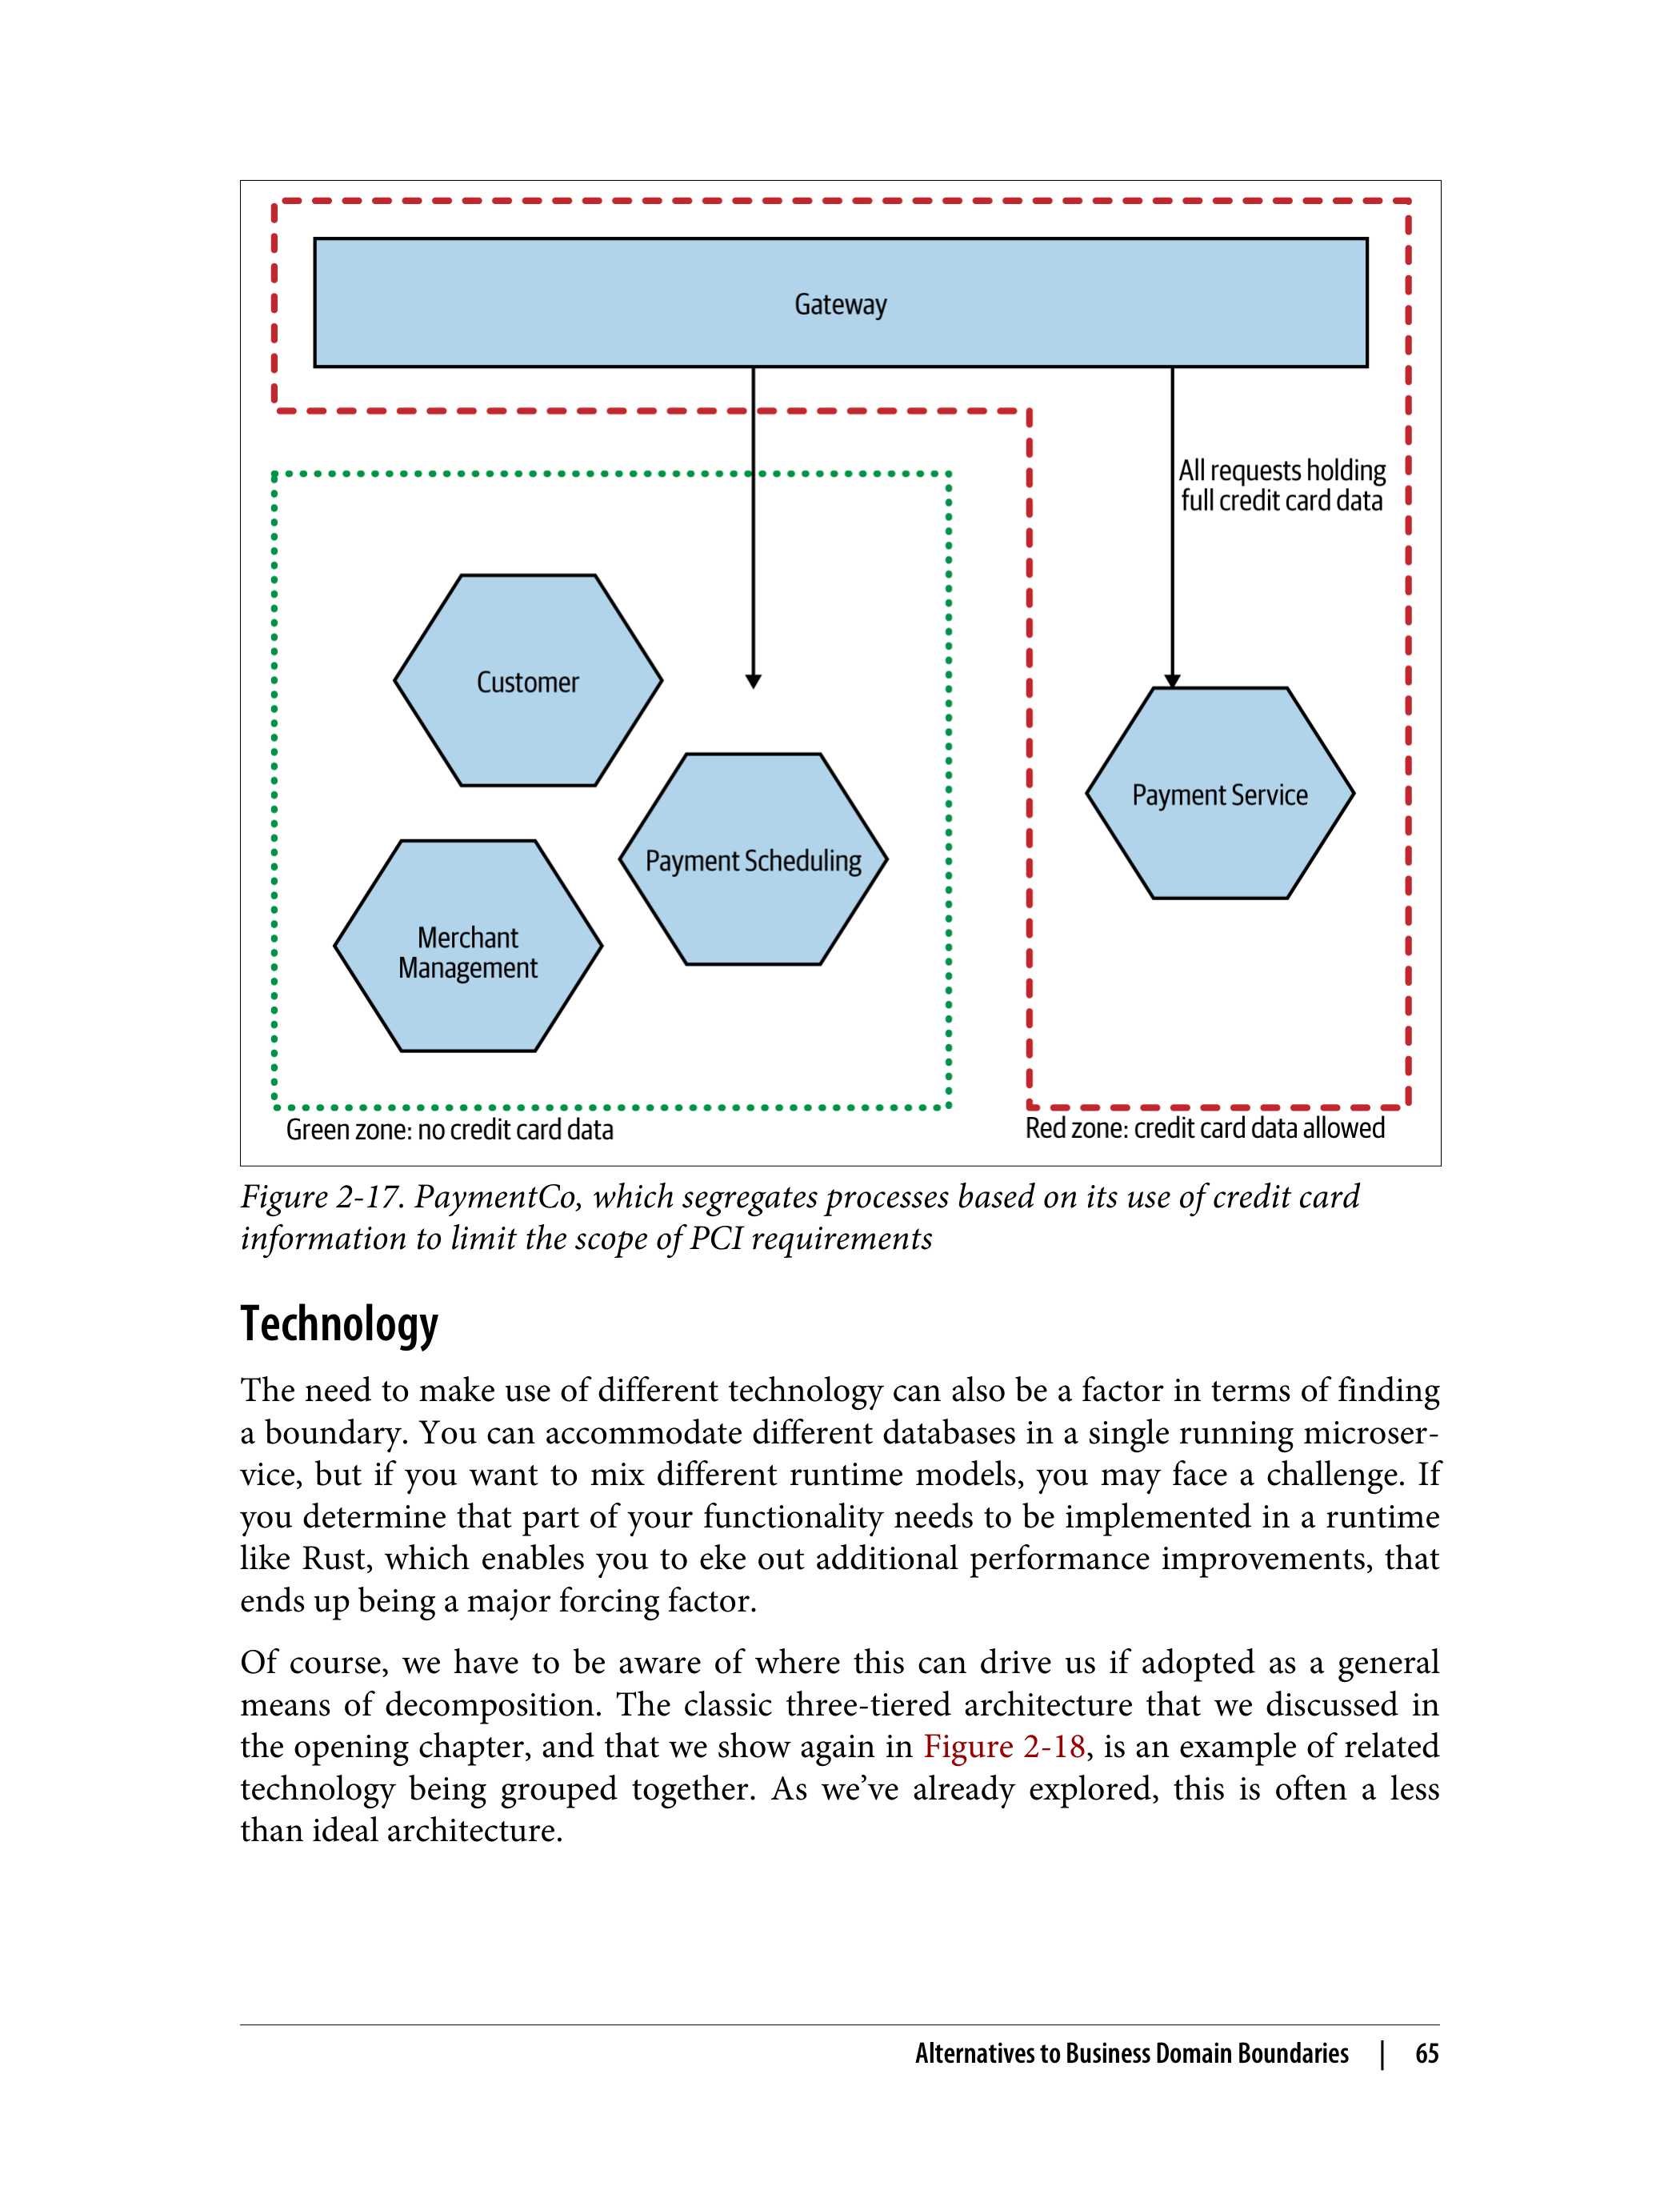 Gateway
All requests holding
full credit card data
Customer
Payment Scheduling
Payment Service
Merchant
Management
Green zone: no credit card data
Red zone: credit card data allowed
Figure 2-17. PaymentCo, which segregates processes based on its use of credit card
information to limit the scope of PCI requirements
Technology
The need to make use of different technology can also be a factor in terms of finding
a boundary. You can accommodate different databases in a single running microser-
vice, but if you want to mix different runtime models, you may face a challenge. If
you determine that part of your functionality needs to be implemented in a runtime
like Rust, which enables you to eke out additional performance improvements, that
ends up being a major forcing factor.
Of course, we have to be aware of where this can drive us if adopted as a general
means of decomposition. The classic three-tiered architecture that we discussed in
the opening chapter, and that we show again in Figure 2-18, is an example of related
technology being grouped together. As we’ve already explored, this is often a less
than ideal architecture.
Alternatives to Business Domain Boundaries | 65